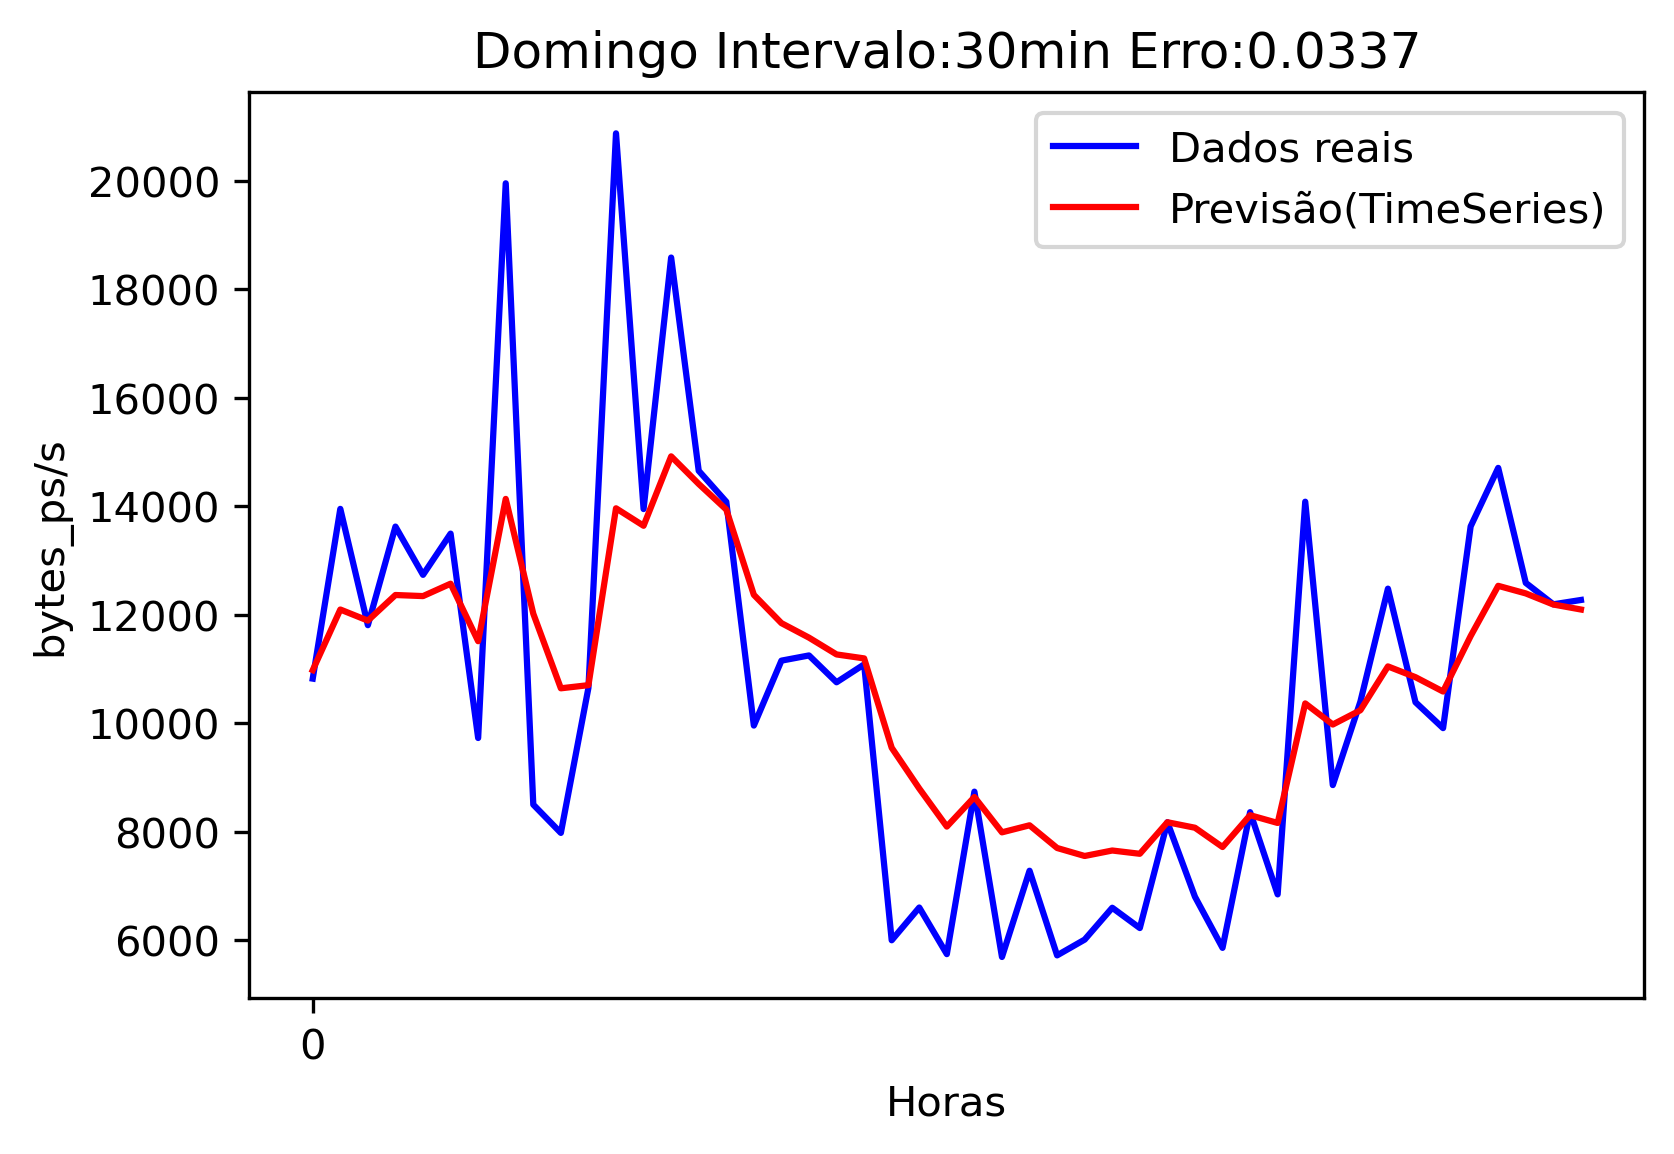 Domingo Intervalo:30min Erro:0.0337
Dados reais
Previsão(TimeSeries)
20000
18000
16000
14000
12000
10000
8000
6000
bytes_ps/s
0
Horas